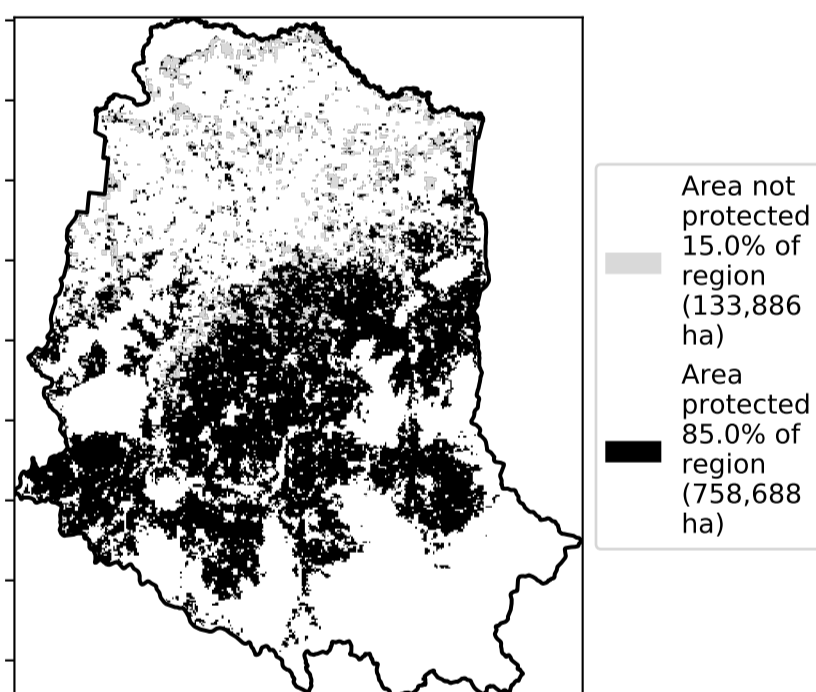 Area not
protected
15.0% of
region
(133,886
ha)
Area
protected
85.0% of
region
(758,688
ha)